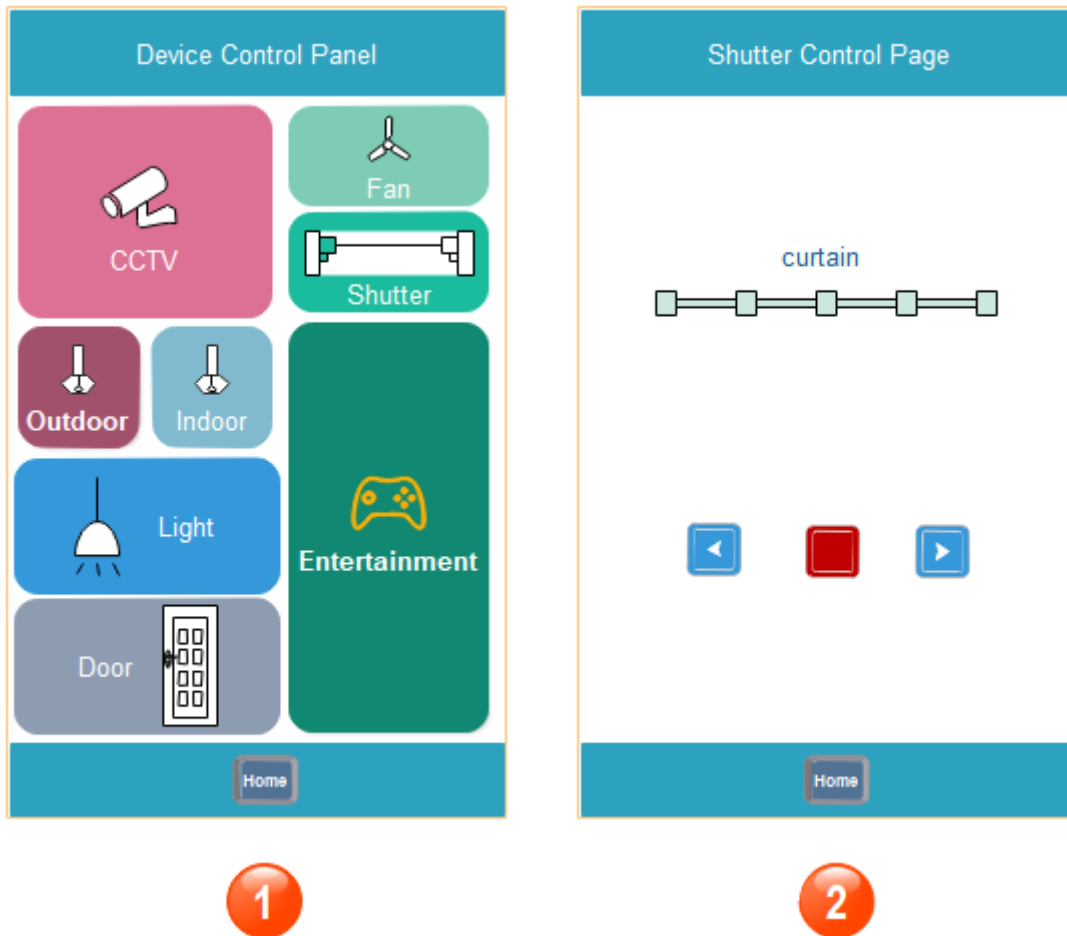 Device Control Panel
CCTV
Fan
Shutter
Outdoor
Indoor
Light
Entertainment
Door
Home
1
Shutter Control Page
curtain
Home
2